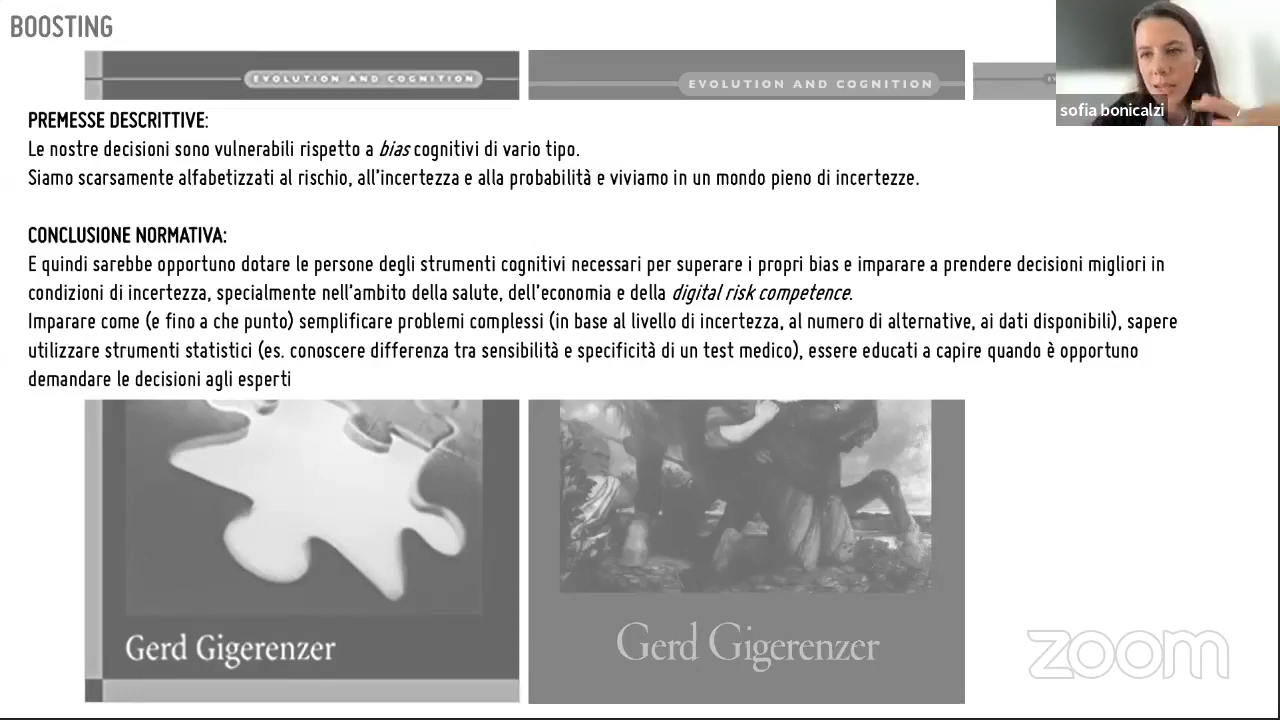 BOOSTING
EVOLUTION AND COGNITION
EVOLUTION AND COGNITION
sofia bonicalzi
PREMESSE DESCRITTIVE:
Le nostre decisioni sono vulnerabili rispetto a bias cognitivi di vario tipo.
Siamo scarsamente alfabetizzati al rischio, all'incertezza e alla probabilità e viviamo in un mondo pieno di incertezze.
CONCLUSIONE NORMATIVA:
E quindi sarebbe opportuno dotare le persone degli strumenti cognitivi necessari per superare i propri bias e imparare a prendere decisioni migliori in
condizioni di incertezza, specialmente nell'ambito della salute, dell'economia e della digital risk competence.
Imparare come (e fino a che punto) semplificare problemi complessi (in base al livello di incertezza, al numero di alternative, ai dati disponibili), sapere
utilizzare strumenti statistici (es. conoscere differenza tra sensibilità e specificità di un test medico), essere educati a capire quando è opportuno
demandare le decisioni agli esperti
Gerd Gigerenzer
Gerd Gigerenzer
zoom